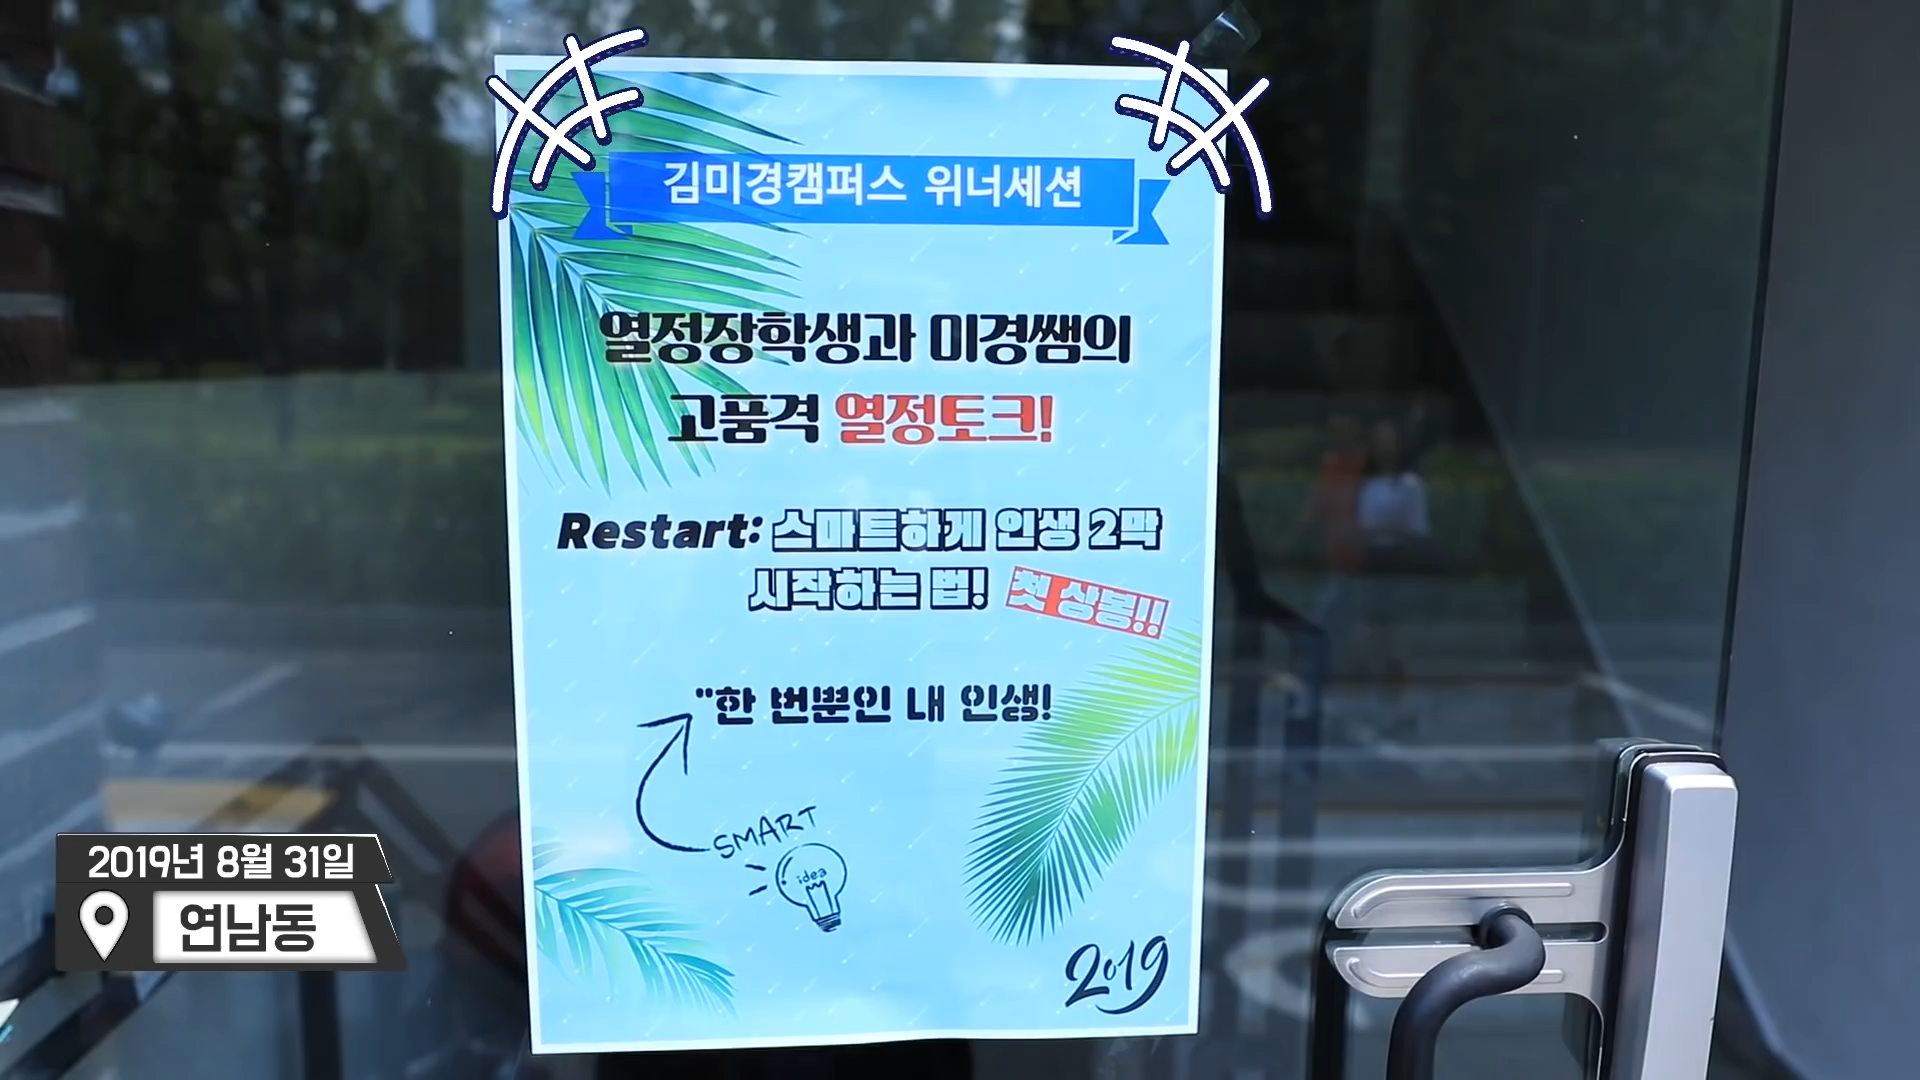 김미경캠퍼스 위너세션
열정장학생과 미경쌤의
고품격 열정토크!
Restart: 스마트하게 인생 2막
시작하는 법! 첫 상봉!!
"한 번뿐인 내 인생!
SMART
idea
2019
2019년 8월 31일
연남동